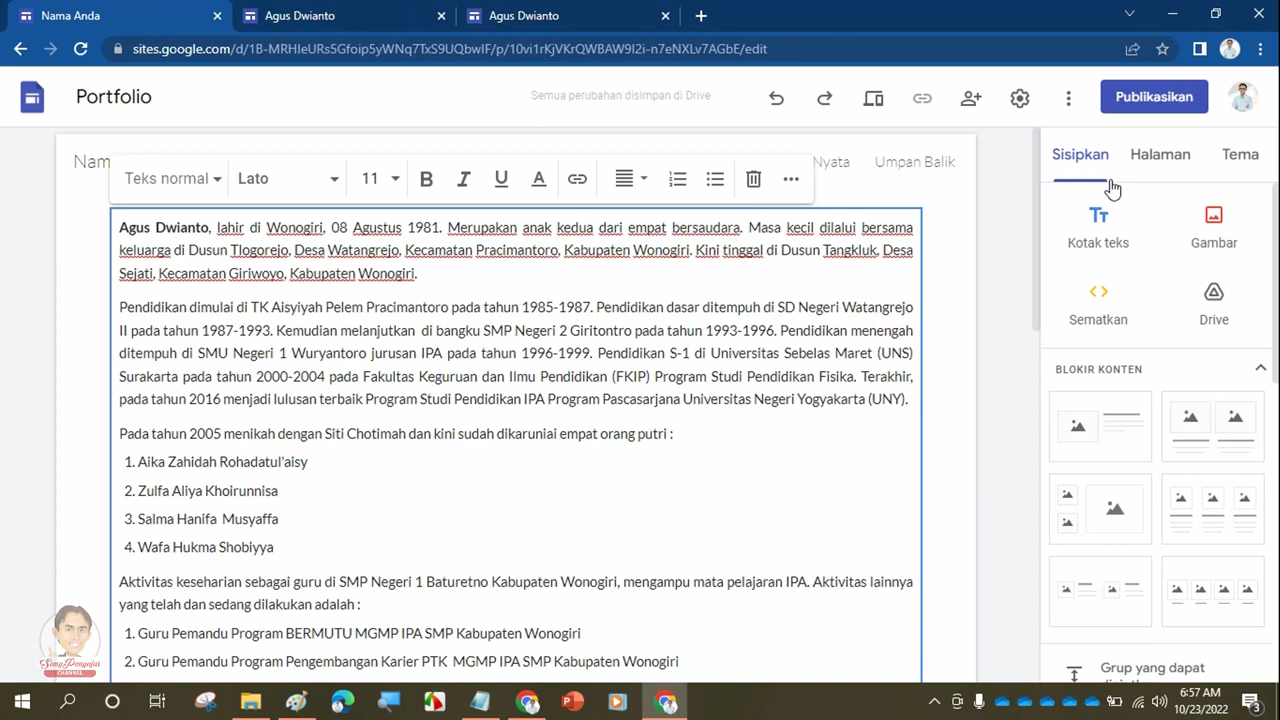 Nama Anda
Agus Dwianto
Agus Dwianto
sites.google.com/d/1B-MRHIeURs5Gfoip5yWNq7TxS9UQbwIF/p/10vi1rKjVKrQWBAW9I2i-n7eNXLv7AGbE/edit
Portfolio
Semua perubahan disimpan di Drive
Publikasikan
Nam
Nyata
Umpan Balik
Sisipkan
Halaman
Tema
Teks normal
Lato
11
Kotak teks
Gambar
Sematkan
Drive
BLOKIR KONTEN
Agus Dwianto, lahir di Wonogiri, 08 Agustus 1981. Merupakan anak kedua dari empat bersaudara. Masa kecil dilalui bersama
keluarga di Dusun Tlogorejo, Desa Watangrejo, Kecamatan Pracimantoro, Kabupaten Wonogiri. Kini tinggal di Dusun Tangkluk, Desa
Sejati, Kecamatan Giriwoyo, Kabupaten Wonogiri.
Pendidikan dimulai di TK Aisyiyah Pelem Pracimantoro pada tahun 1985-1987. Pendidikan dasar ditempuh di SD Negeri Watangrejo
II pada tahun 1987-1993. Kemudian melanjutkan di bangku SMP Negeri 2 Giritontro pada tahun 1993-1996. Pendidikan menengah
ditempuh di SMU Negeri 1 Wuryantoro jurusan IPA pada tahun 1996-1999. Pendidikan S-1 di Universitas Sebelas Maret (UNS)
Surakarta pada tahun 2000-2004 pada Fakultas Keguruan dan Ilmu Pendidikan (FKIP) Program Studi Pendidikan Fisika. Terakhir,
pada tahun 2016 menjadi lulusan terbaik Program Studi Pendidikan IPA Program Pascasarjana Universitas Negeri Yogyakarta (UNY).
Pada tahun 2005 menikah dengan Siti Chotimah dan kini sudah dikaruniai empat orang putri :
1. Aika Zahidah Rohadatul'aisy
2. Zulfa Aliya Khoirunnisa
3. Salma Hanifa Musyaffa
4. Wafa Hukma Shobiyya
Aktivitas keseharian sebagai guru di SMP Negeri 1 Baturetno Kabupaten Wonogiri, mengampu mata pelajaran IPA. Aktivitas lainnya
yang telah dan sedang dilakukan adalah :
1. Guru Pemandu Program BERMUTU MGMP IPA SMP Kabupaten Wonogiri
2. Guru Pemandu Program Pengembangan Karier PTK MGMP IPA SMP Kabupaten Wonogiri
Grup yang dapat
Sang Pengajar
CHANNEL
6:57 AM
10/23/2022
3